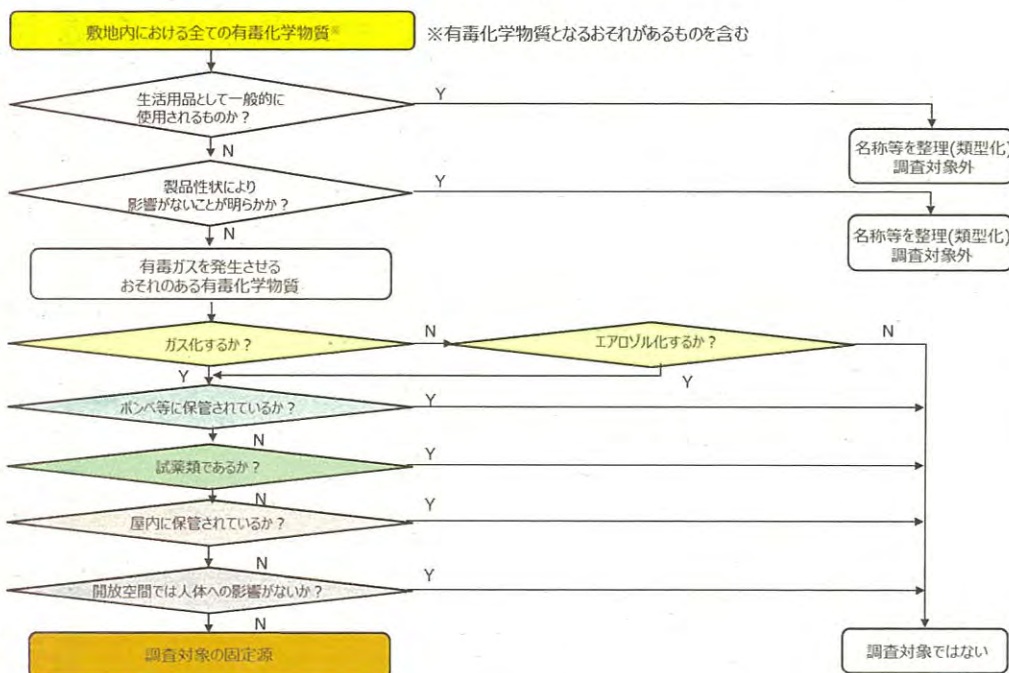 敷地内における全ての有毒化学物質※
※有毒化学物質となるおそれがあるものを含む
生活用品として一般的に
使用されるものか？
Y
N
名称等を整理(類型化)
調査対象外
製品性状により
影響がないことが明らかか？
Y
N
名称等を整理(類型化)
調査対象外
有毒ガスを発生させる
おそれのある有毒化学物質
ガス化するか？
N
エアロゾル化するか？
N
Y
Y
ボンベ等に保管されているか？
Y
N
試薬類であるか？
Y
N
屋内に保管されているか？
Y
N
開放空間では人体への影響がないか？
Y
N
調査対象の固定源
調査対象ではない